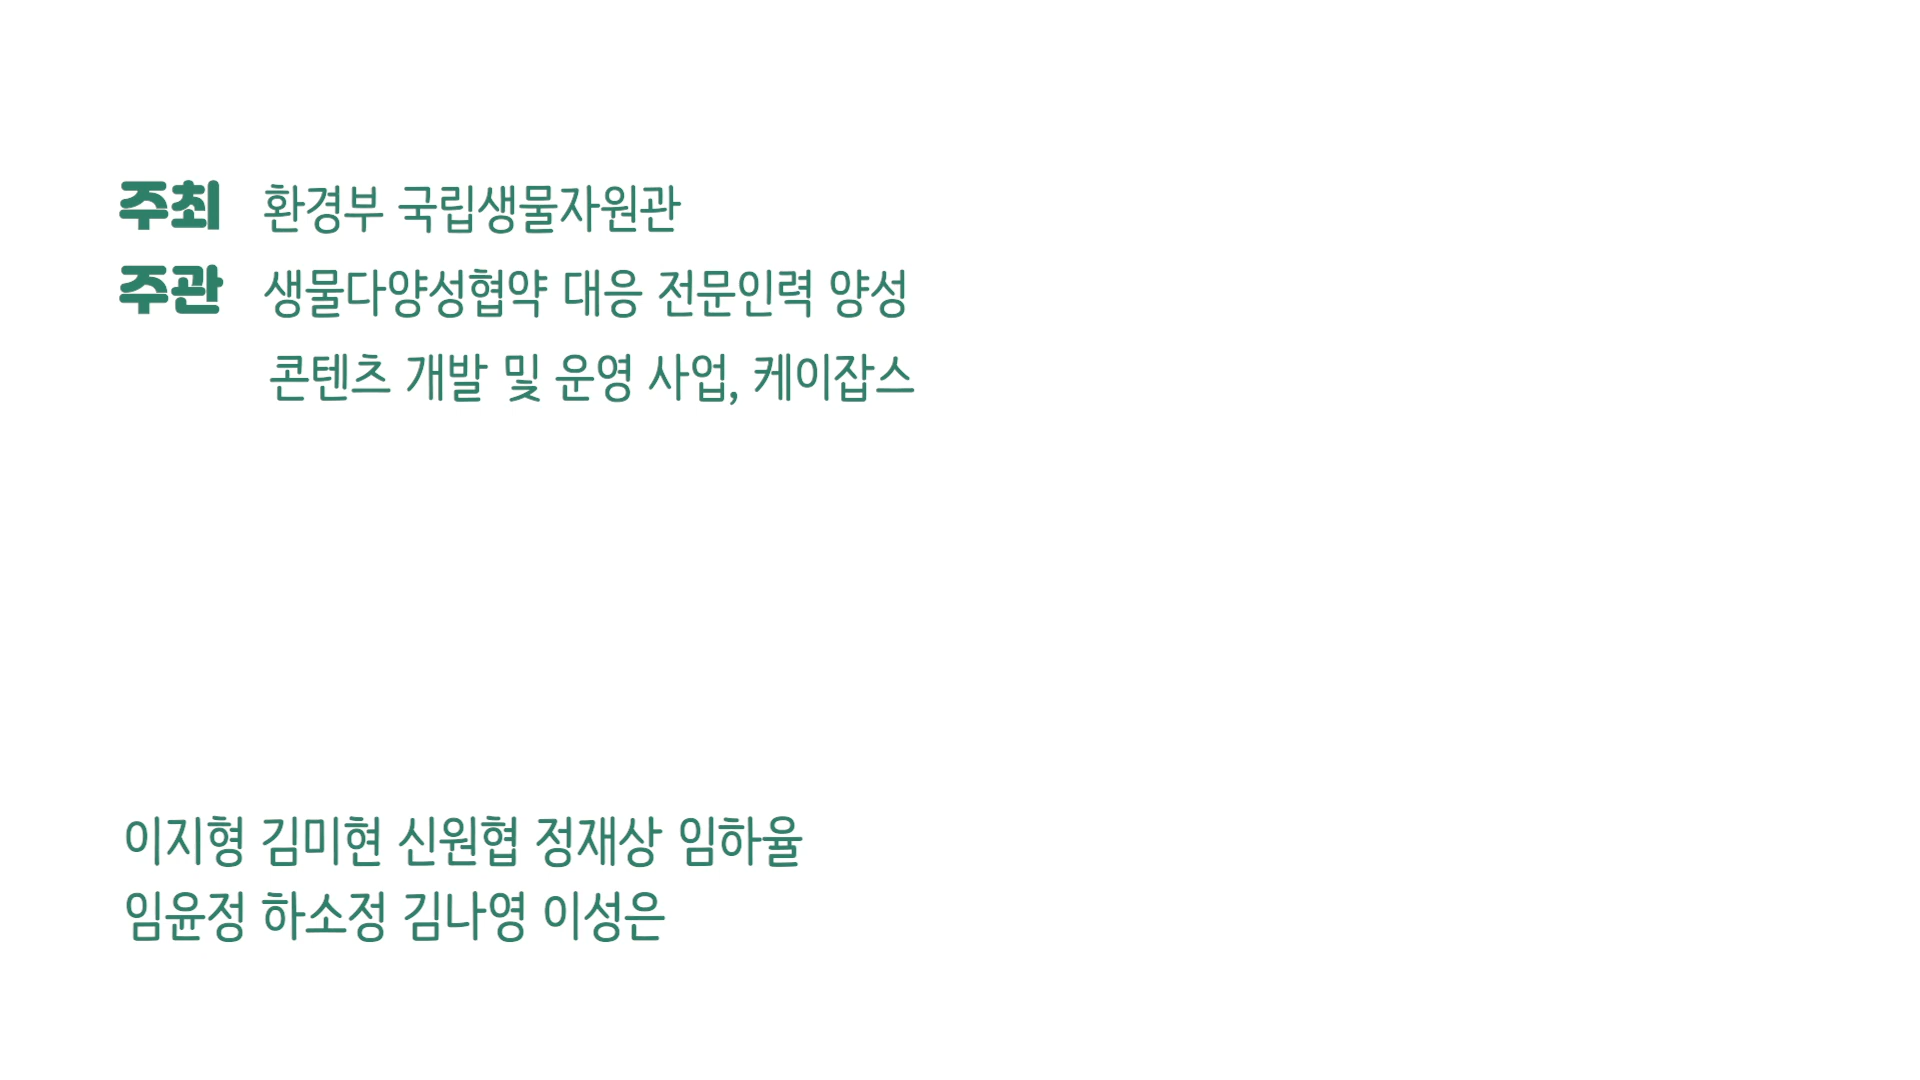 주최 환경부 국립생물자원관
주관 생물다양성협약 대응 전문인력 양성
콘텐츠 개발 및 운영 사업, 케이잡스
이지형 김미현 신원협 정재상 임하율
임윤정 하소정 김나영 이성은